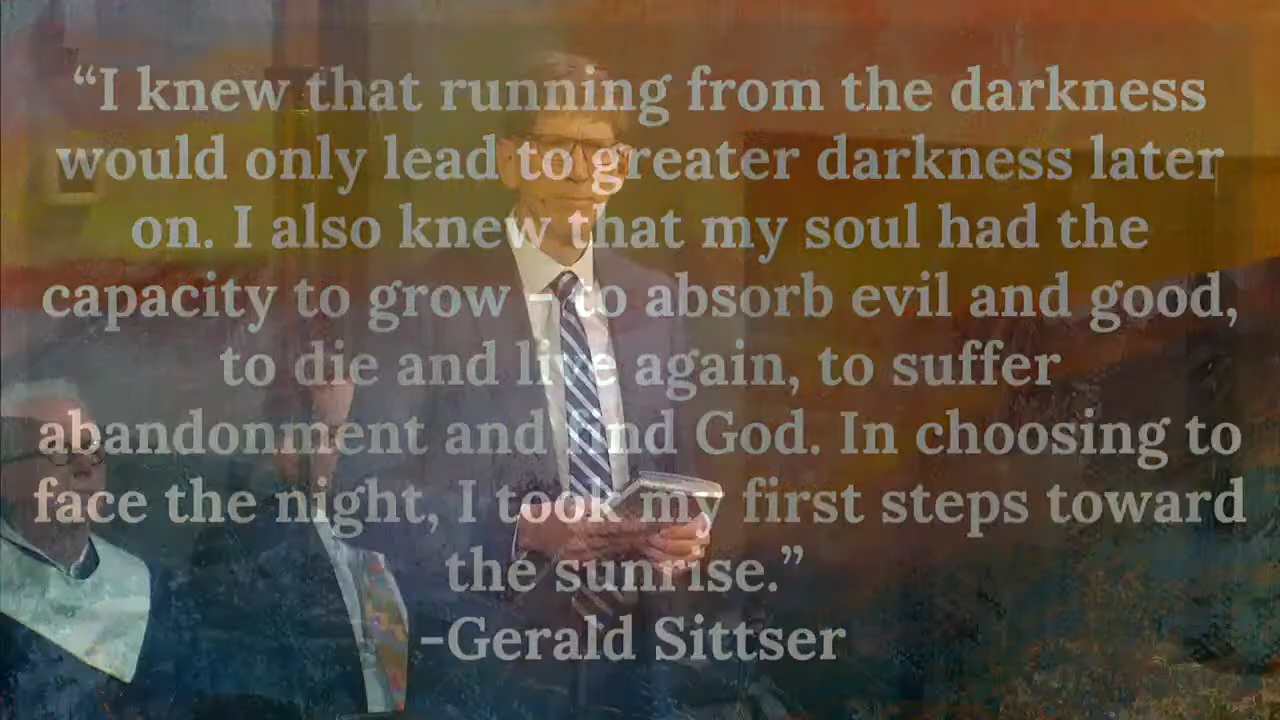 “I knew that running from the darkness
would only lead to greater darkness later
on. I also knew that my soul had the
capacity to grow - to absorb evil and good,
to die and live again, to suffer
abandonment and find God. In choosing to
face the night, I took my first steps toward
the sunrise.”
-Gerald Sittser